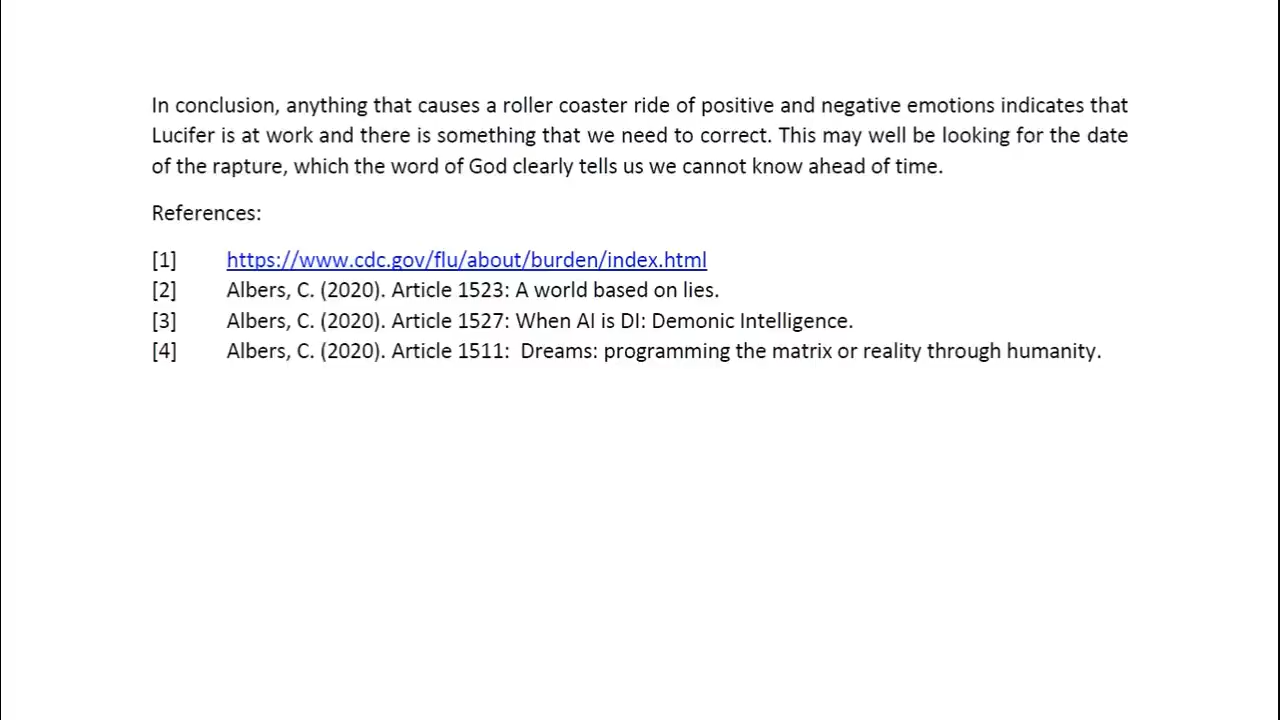 In conclusion, anything that causes a roller coaster ride of positive and negative emotions indicates that
Lucifer is at work and there is something that we need to correct. This may well be looking for the date
of the rapture, which the word of God clearly tells us we cannot know ahead of time.
References:
[1] https://www.cdc.gov/flu/about/burden/index.html
[2] Albers, C. (2020). Article 1523: A world based on lies.
[3] Albers, C. (2020). Article 1527: When AI is DI: Demonic Intelligence.
[4] Albers, C. (2020). Article 1511:  Dreams: programming the matrix or reality through humanity.